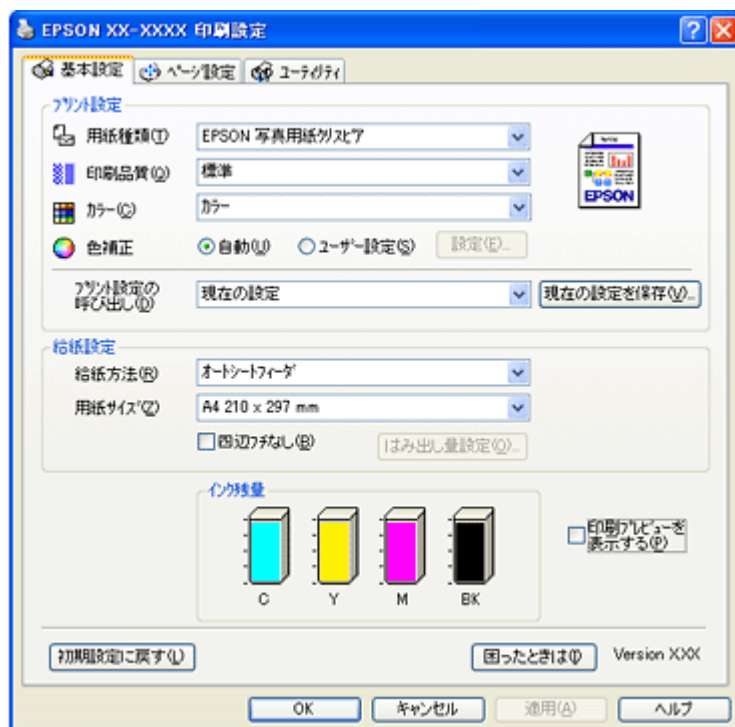 EPSON XX-XXXX 印刷設定
基本設定 ページ設定 ユーティリティ
プリント設定
用紙種類(T) EPSON 写真用紙クリスピア
印刷品質(Q) 標準
カラー(C) カラー
EPSON
色補正 自動(U) ユーザー設定(S) 設定(E)...
プリント設定の
呼び出し(D) 現在の設定 現在の設定を保存(V)...
給紙設定
給紙方法(R) オートシートフィーダ
用紙サイズ(Z) A4 210 x 297 mm
四辺フチなし(B) はみ出し量設定(O)...
インク残量
印刷プレビューを
表示する(P)
C Y M BK
初期設定に戻す(L) 困ったときは(I) Version XXX
OK キャンセル 適用(A) ヘルプ